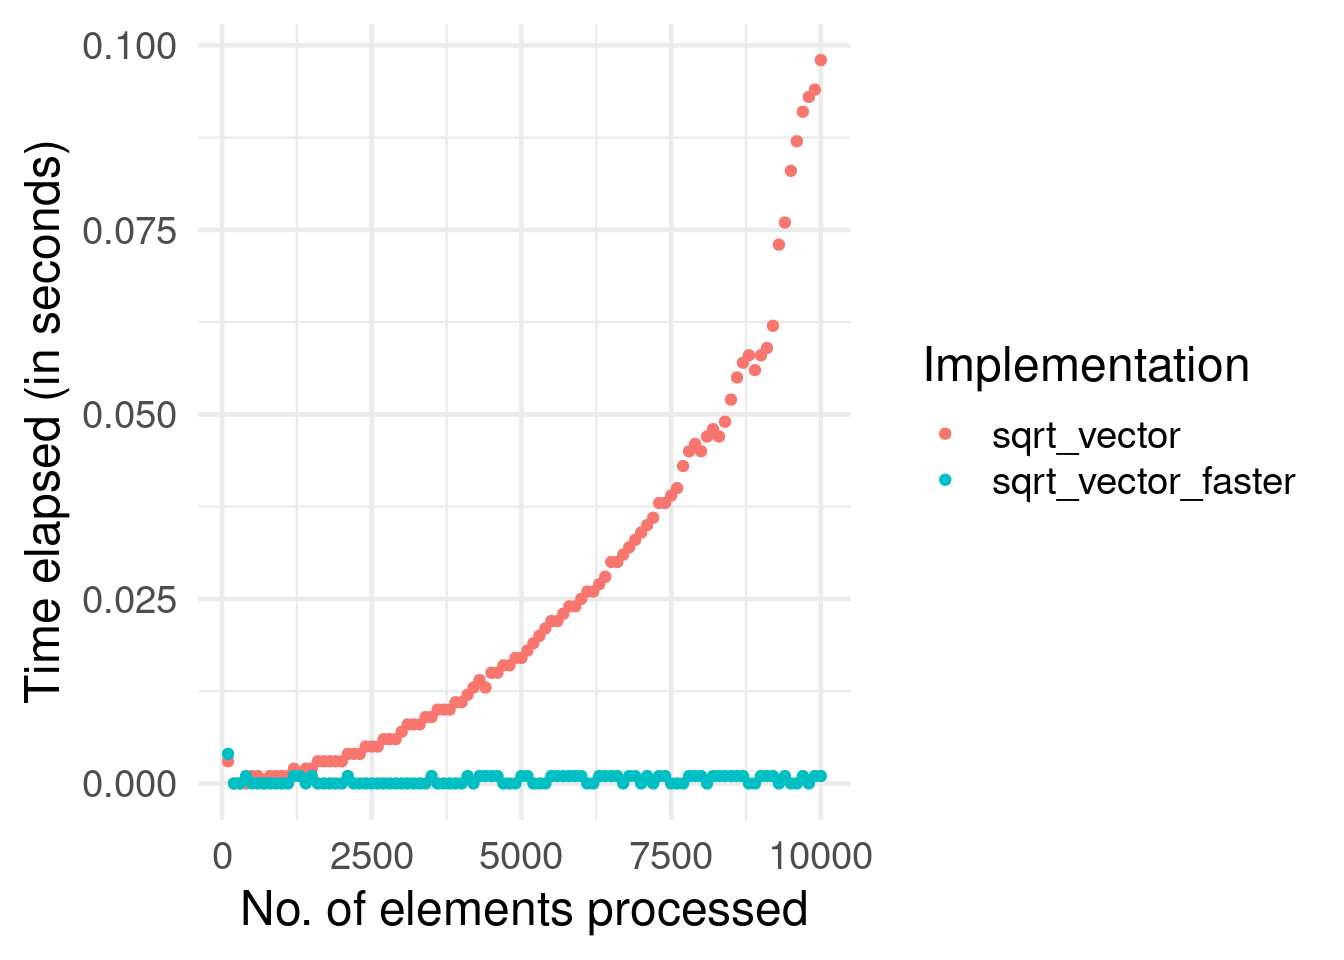 0.100
0.075
0.050
0.025
0.000
Time elapsed (in seconds)
0 2500 5000 7500 10000
No. of elements processed
Implementation
sqrt_vector
sqrt_vector_faster